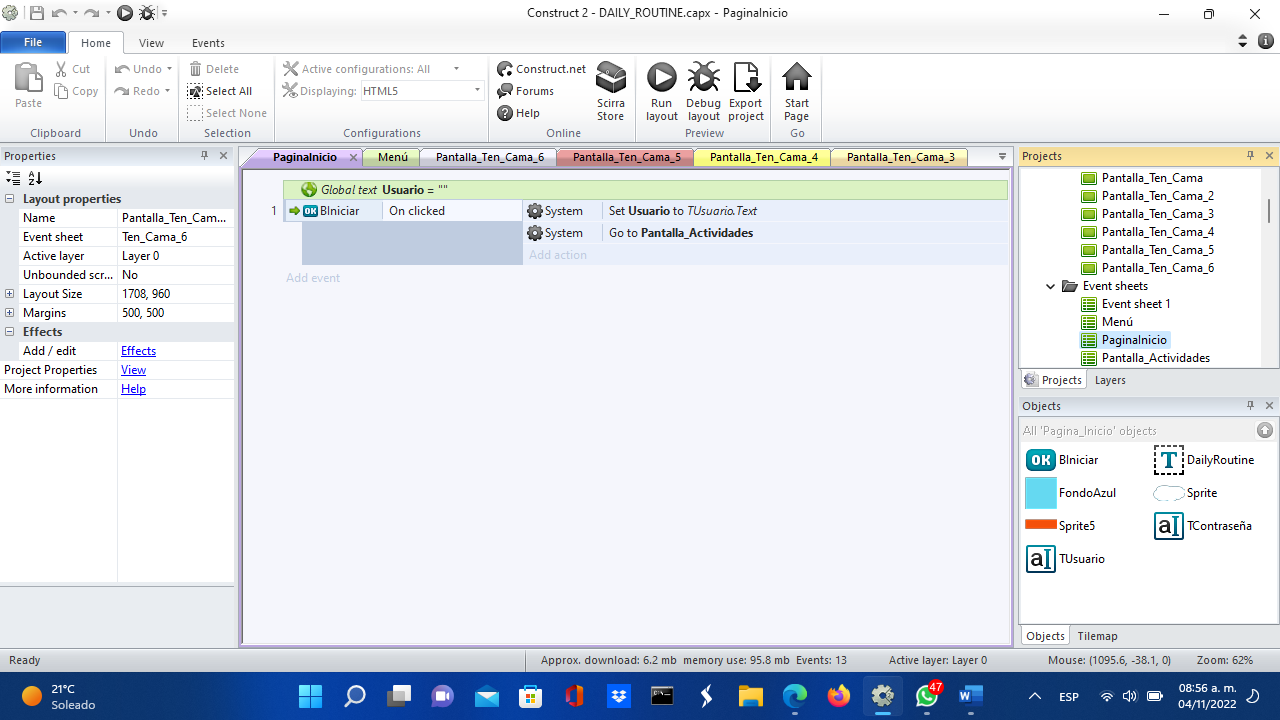 Construct 2 - DAILY_ROUTINE.capx - PaginaInicio
File Home View Events
Paste Cut Copy
Clipboard
Undo Redo
Undo
Delete Select All Select None
Selection
Active configurations: All
Displaying: HTML5
Configurations
Construct.net Forums Help
Scirra Store
Online
Run layout
Debug layout
Export project
Preview
Start Page
Go
Properties
Layout properties
Name Pantalla_Ten_Cam...
Event sheet Ten_Cama_6
Active layer Layer 0
Unbounded scr... No
Layout Size 1708, 960
Margins 500, 500
Effects
Add / edit Effects
Project Properties View
More information Help
PaginaInicio Menú Pantalla_Ten_Cama_6 Pantalla_Ten_Cama_5 Pantalla_Ten_Cama_4 Pantalla_Ten_Cama_3
Global text Usuario = ""
1 OK BIniciar On clicked System Set Usuario to TUsuario.Text
System Go to Pantalla_Actividades
Add action
Add event
Projects
Pantalla_Ten_Cama
Pantalla_Ten_Cama_2
Pantalla_Ten_Cama_3
Pantalla_Ten_Cama_4
Pantalla_Ten_Cama_5
Pantalla_Ten_Cama_6
Event sheets
Event sheet 1
Menú
PaginaInicio
Pantalla_Actividades
Projects Layers
Objects
All 'Pagina_Inicio' objects
OK BIniciar T DailyRoutine
FondoAzul Sprite
Sprite5 aI TContraseña
aI TUsuario
Objects Tilemap
Ready Approx. download: 6.2 mb memory use: 95.8 mb Events: 13 Active layer: Layer 0 Mouse: (1095.6, -38.1, 0) Zoom: 62%
21°C
Soleado
47
W
ESP
08:56 a. m.
04/11/2022